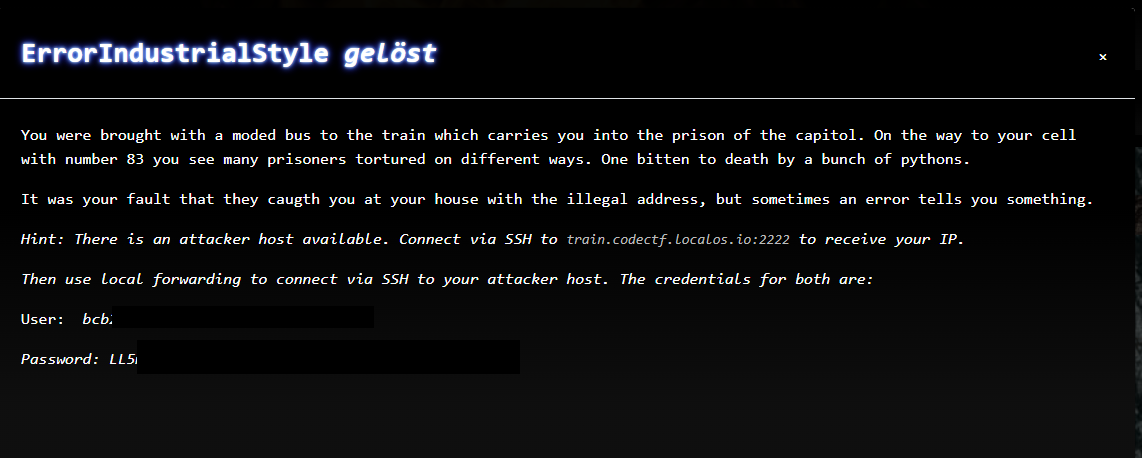 ErrorIndustrialStyle gelöst
×
You were brought with a moded bus to the train which carries you into the prison of the capitol. On the way to your cell
with number 83 you see many prisoners tortured on different ways. One bitten to death by a bunch of pythons.
It was your fault that they caugth you at your house with the illegal address, but sometimes an error tells you something.
Hint: There is an attacker host available. Connect via SSH to train.codectf.localos.io:2222 to receive your IP.
Then use local forwarding to connect via SSH to your attacker host. The credentials for both are:
User:
Password: